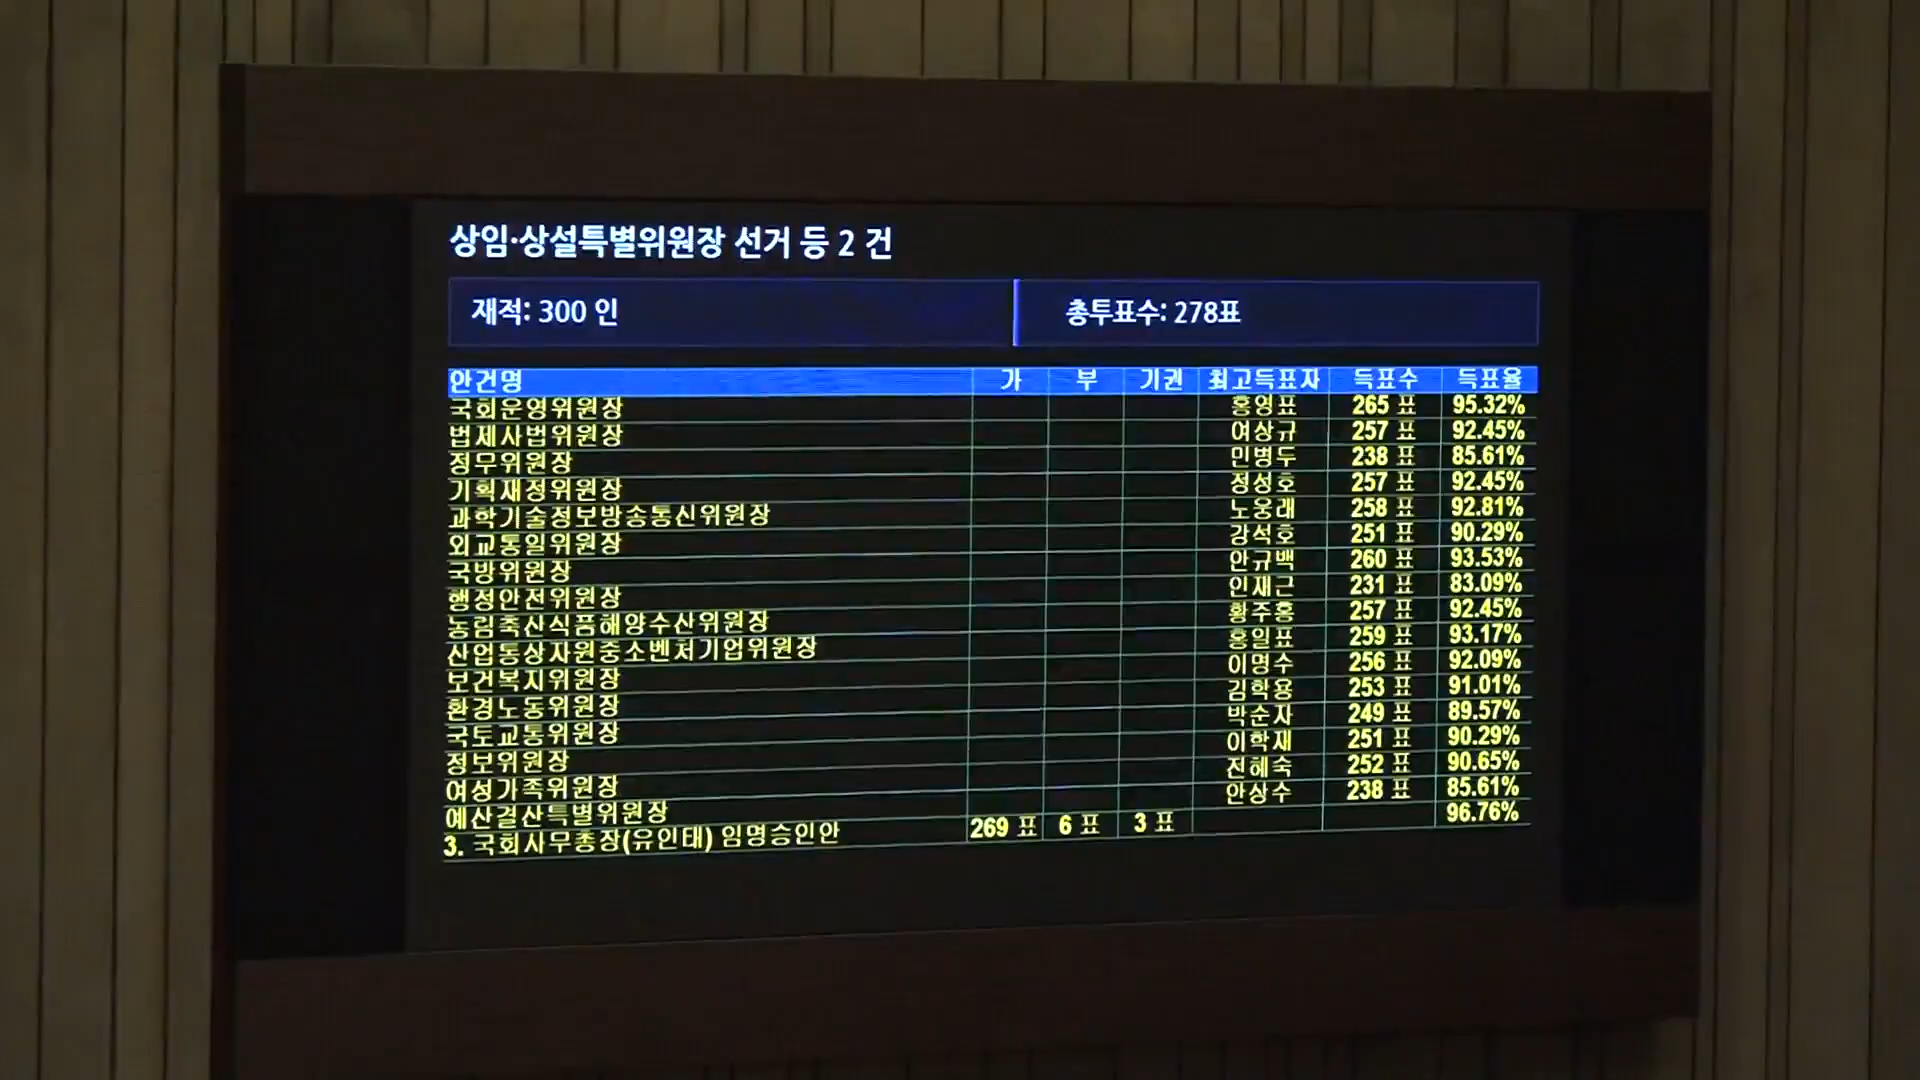 상임·상설특별위원장 선거 등 2 건
재적: 300 인 총투표수: 278표
안건명 가 부 기권 최고득표자 득표수 득표율
국회운영위원장 홍영표 265 표 95.32%
법제사법위원장 여상규 257 표 92.45%
정무위원장 민병두 238 표 85.61%
기획재정위원장 정성호 257 표 92.45%
과학기술정보방송통신위원장 노웅래 258 표 92.81%
외교통일위원장 강석호 251 표 90.29%
국방위원장 안규백 260 표 93.53%
행정안전위원장 인재근 231 표 83.09%
농림축산식품해양수산위원장 황주홍 257 표 92.45%
산업통상자원중소벤처기업위원장 홍일표 259 표 93.17%
보건복지위원장 이명수 256 표 92.09%
환경노동위원장 김학용 253 표 91.01%
국토교통위원장 박순자 249 표 89.57%
정보위원장 이학재 251 표 90.29%
여성가족위원장 전혜숙 252 표 90.65%
예산결산특별위원장 안상수 238 표 85.61%
3. 국회사무총장(유인태) 임명승인안 269 표 6 표 3 표 96.76%